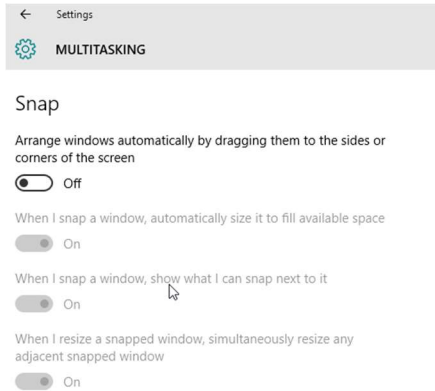 Settings
MULTITASKING
Snap
Arrange windows automatically by dragging them to the sides or
corners of the screen
Off
When I snap a window, automatically size it to fill available space
On
When I snap a window, show what I can snap next to it
On
When I resize a snapped window, simultaneously resize any
adjacent snapped window
On